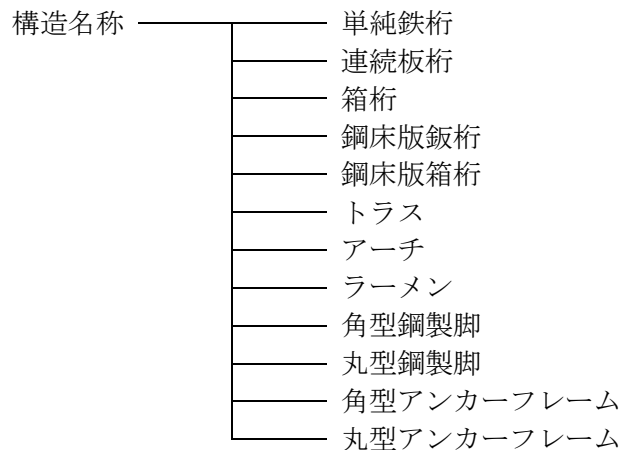 構造名称
単純鉄桁
連続板桁
箱桁
鋼床版鈑桁
鋼床版箱桁
トラス
アーチ
ラーメン
角型鋼製脚
丸型鋼製脚
角型アンカーフレーム
丸型アンカーフレーム